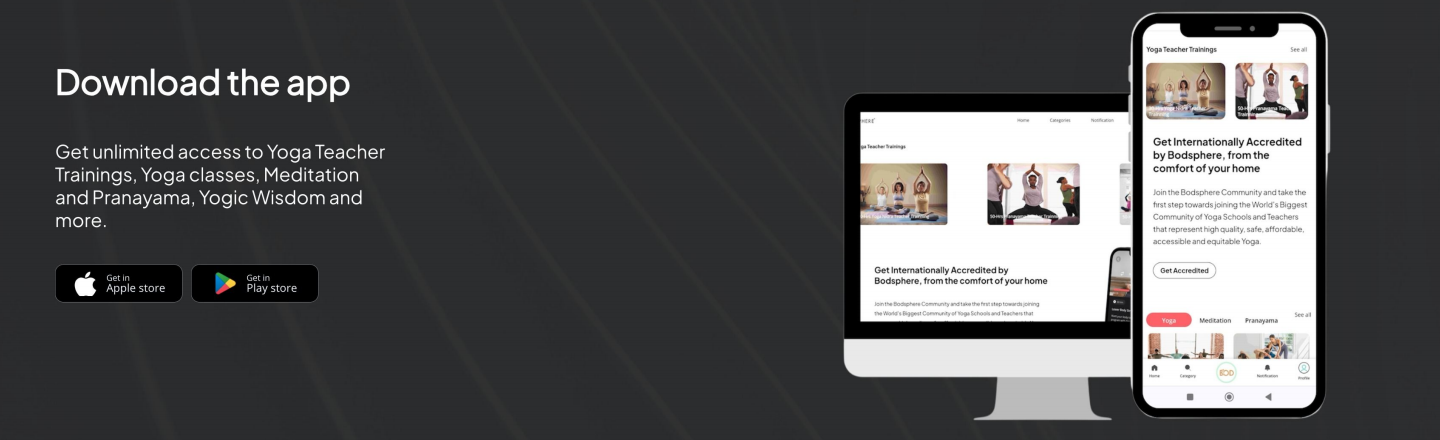 Download the app
Get unlimited access to Yoga Teacher
Trainings, Yoga classes, Meditation
and Pranayama, Yogic Wisdom and
more.
Get in
Apple store
Get in
Play store
Home
Categories
Notification
Yoga Teacher Trainings
Get Internationally Accredited by
Bodsphere, from the comfort of your home
Join the Bodsphere Community and take the first step towards joining
the World's Biggest Community of Yoga Schools and Teachers that
Yoga Teacher Trainings
See all
Get Internationally Accredited
by Bodsphere, from the
comfort of your home
Join the Bodsphere Community and take the
first step towards joining the World's Biggest
Community of Yoga Schools and Teachers
that represent high quality, safe, affordable,
accessible and equitable Yoga.
Get Accredited
Yoga
Meditation
Pranayama
See all
Home
Category
Notification
Profile